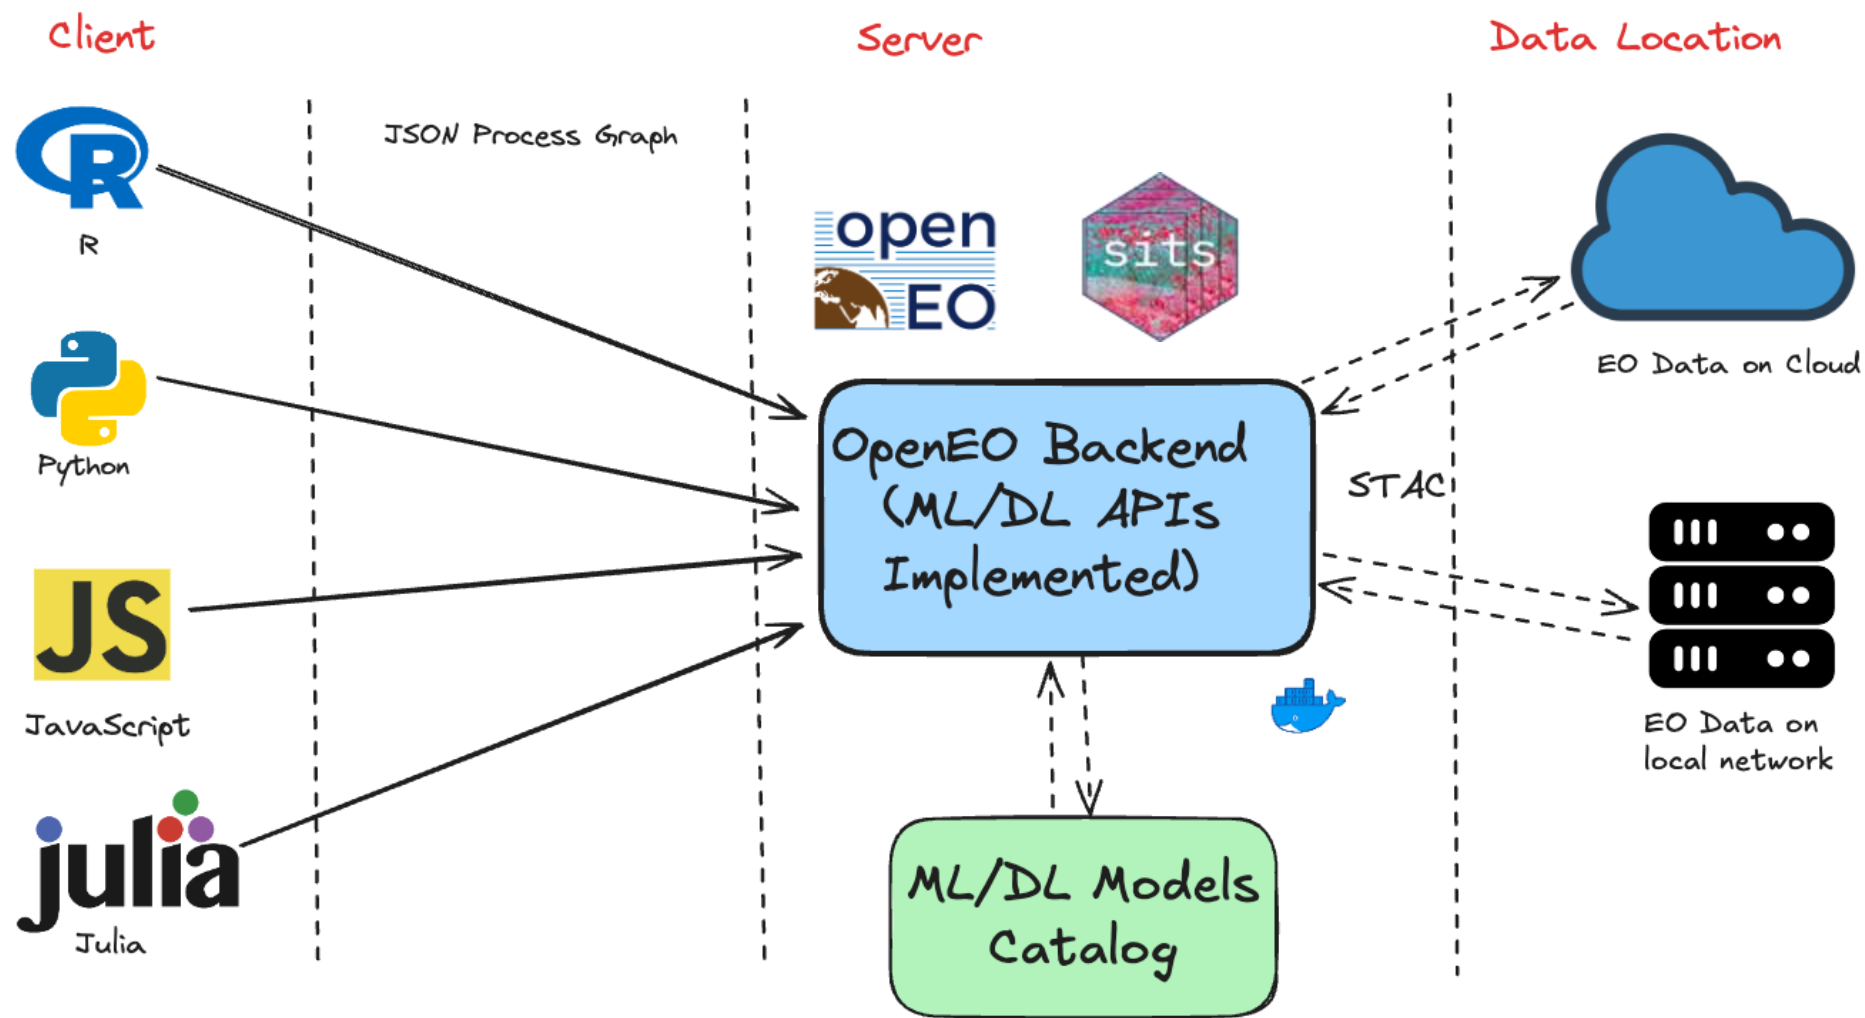 Client
Server
Data Location
JSON Process Graph
R
R
open
EO
sits
EO Data on Cloud
Python
OpenEO Backend
(ML/DL APIs
Implemented)
STAC
JS
JavaScript
EO Data on
local network
julia
Julia
ML/DL Models
Catalog